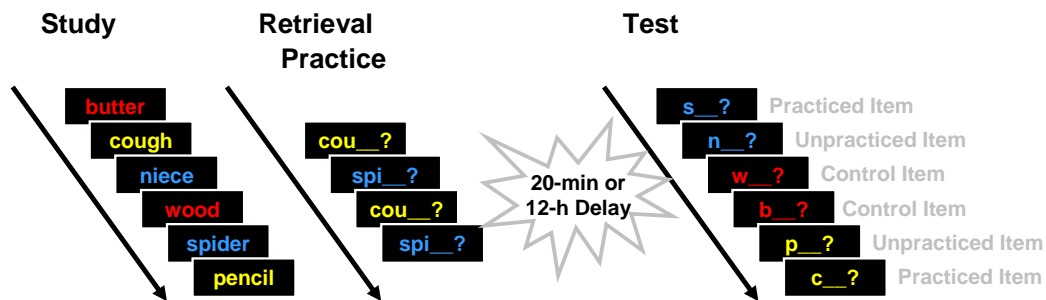 Study
Retrieval
Practice
Test
butter
cough
niece
wood
spider
pencil
cou__?
spi__?
cou__?
spi__?
20-min or
12-h Delay
s__? Practiced Item
n__? Unpracticed Item
w__? Control Item
b__? Control Item
p__? Unpracticed Item
c__? Practiced Item